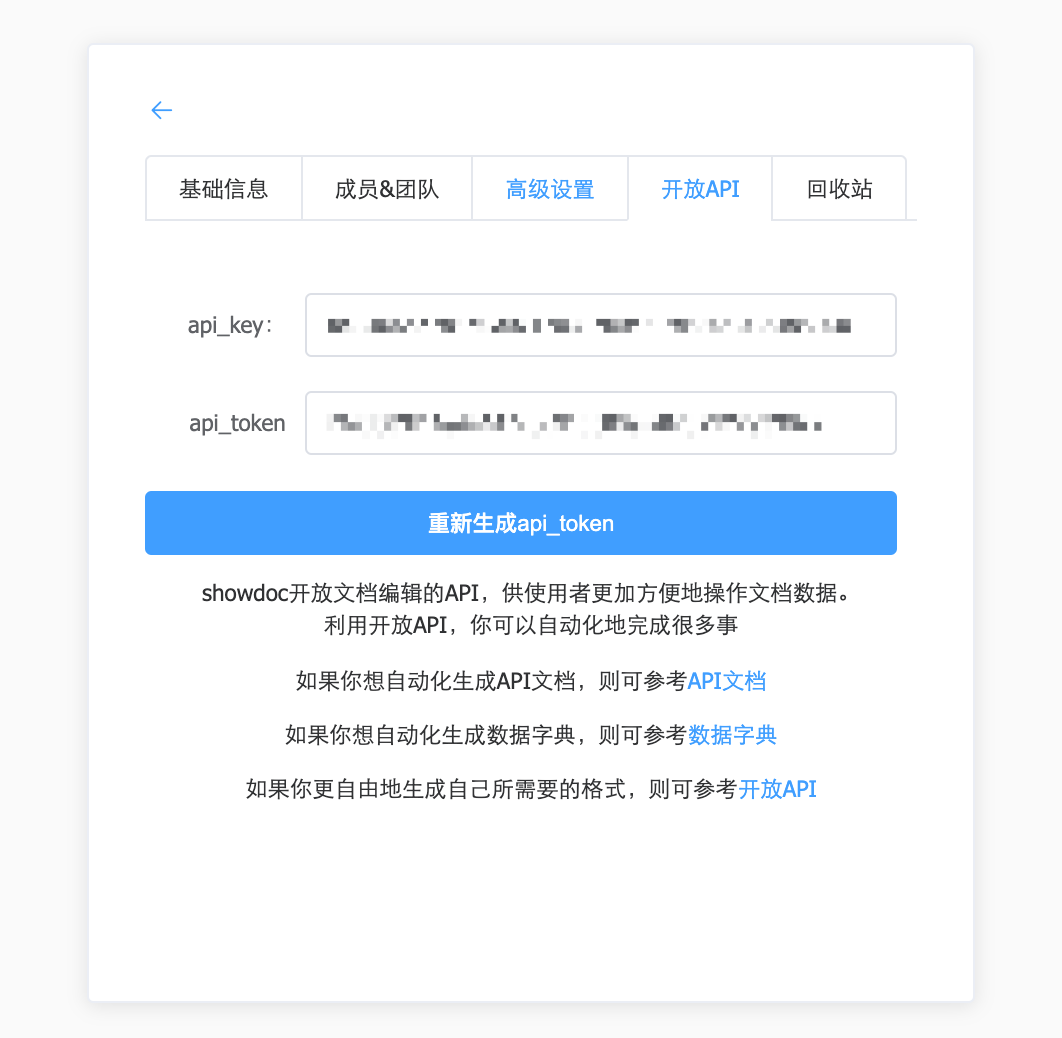 基础信息 成员&团队 高级设置 开放API 回收站
api_key：
api_token
重新生成api_token
showdoc开放文档编辑的API，供使用者更加方便地操作文档数据。
利用开放API，你可以自动化地完成很多事
如果你想自动化生成API文档，则可参考API文档
如果你想自动化生成数据字典，则可参考数据字典
如果你更自由地生成自己所需要的格式，则可参考开放API